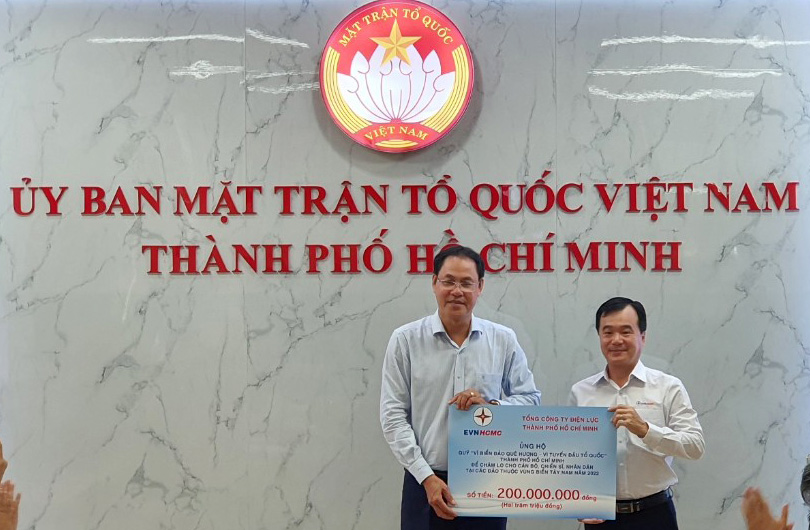 MẶT TRẬN TỔ QUỐC
VIỆT NAM
ỦY BAN MẶT TRẬN TỔ QUỐC VIỆT NAM
THÀNH PHỐ HỒ CHÍ MINH
EVNHCMC
TỔNG CÔNG TY ĐIỆN LỰC
THÀNH PHỐ HỒ CHÍ MINH
ỦNG HỘ
QUỸ "VÌ BIỂN ĐẢO QUÊ HƯƠNG - VÌ TUYẾN ĐẦU TỔ QUỐC"
THÀNH PHỐ HỒ CHÍ MINH
ĐỂ CHĂM LO CHO CÁN BỘ, CHIẾN SĨ, NHÂN DÂN
TẠI CÁC ĐẢO THUỘC VÙNG BIỂN TÂY NAM NĂM 2022
SỐ TIỀN: 200.000.000 đồng
(Hai trăm triệu đồng)